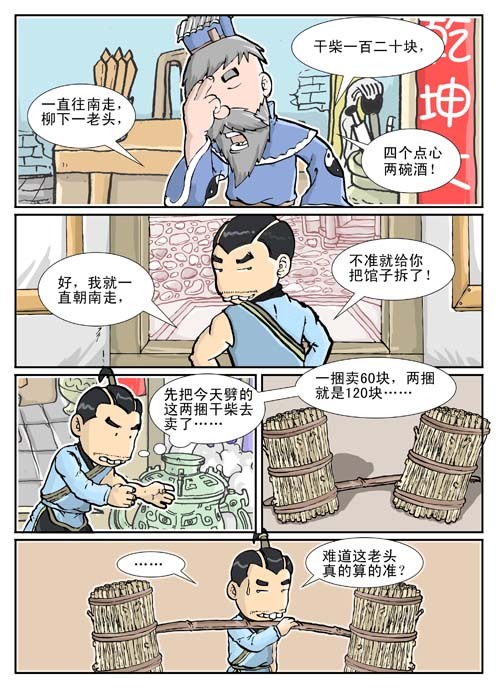 一直往南走，
柳下一老头，
干柴一百二十块，
四个点心
两碗酒！
乾坤
好，我就一
直朝南走，
不准就给你
把馆子拆了！
先把今天劈的
这两捆干柴去
卖了……
一捆卖60块，两捆
就是120块……
……
难道这老头
真的算的准？